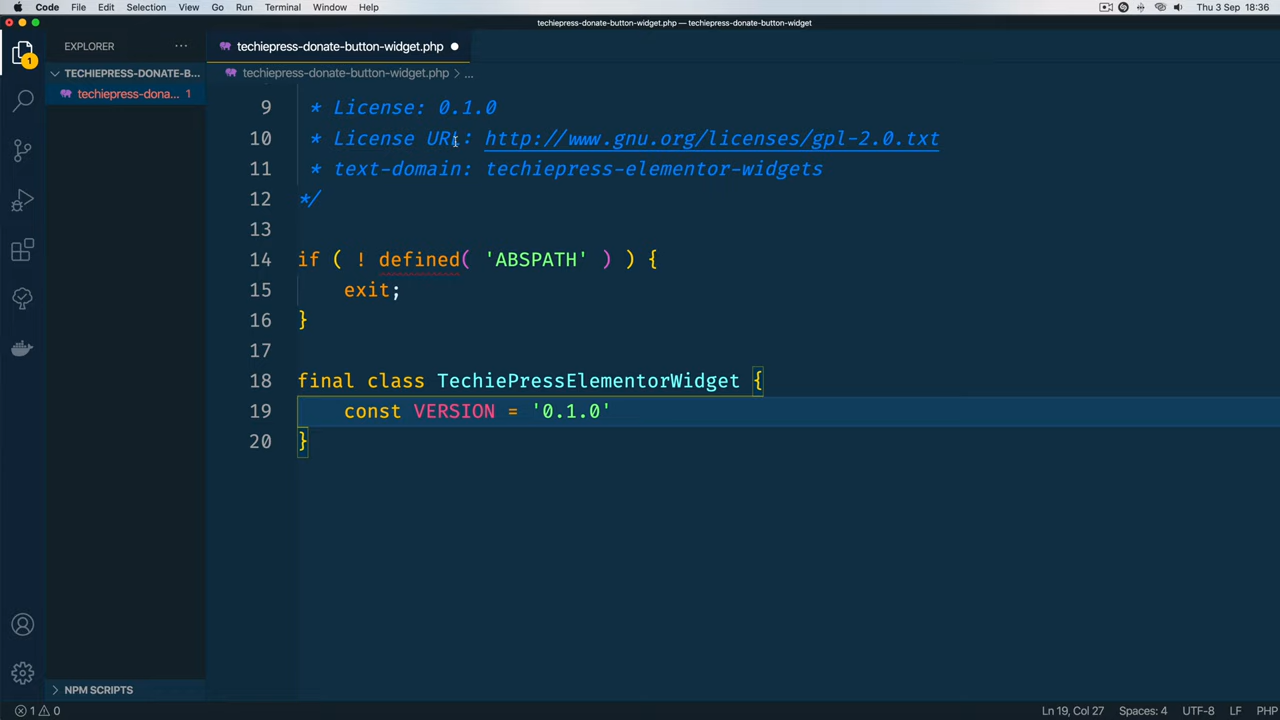 Code File Edit Selection View Go Run Terminal Window Help Thu 3 Sep 18:36
techiepress-donate-button-widget.php — techiepress-donate-button-widget
EXPLORER ... techiepress-donate-button-widget.php
TECHIEPRESS-DONATE-B... techiepress-donate-button-widget.php > ...
techiepress-dona... 1
1
9 * License: 0.1.0
10 * License URL: http://www.gnu.org/licenses/gpl-2.0.txt
11 * text-domain: techiepress-elementor-widgets
12 */
13
14 if ( ! defined( 'ABSPATH' ) ) {
15 exit;
16 }
17
18 final class TechiePressElementorWidget {
19 const VERSION = '0.1.0'
20 }
NPM SCRIPTS
1 0 Ln 19, Col 27 Spaces: 4 UTF-8 LF PHP